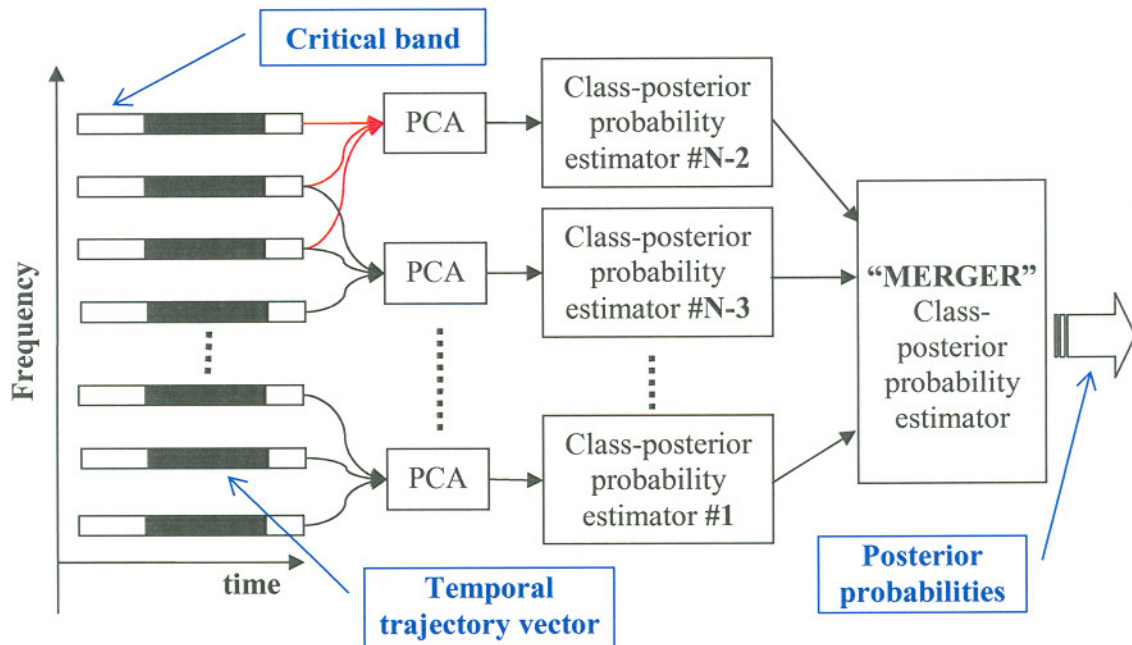 Critical band
Frequency
PCA
Class-posterior
probability
estimator #N-2
PCA
Class-posterior
probability
estimator #N-3
PCA
Class-posterior
probability
estimator #1
“MERGER”
Class-
posterior
probability
estimator
time
Temporal
trajectory vector
Posterior
probabilities